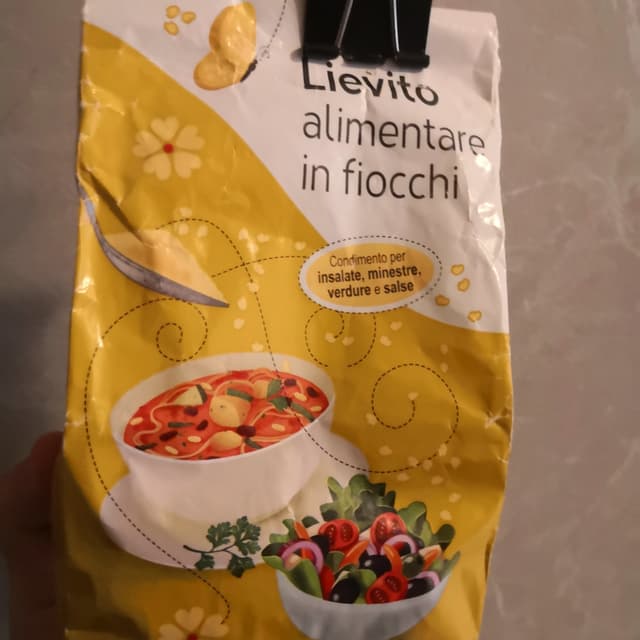 Lievito
alimentare
in fiocchi
Condimento per
insalate, minestre,
verdure e salse